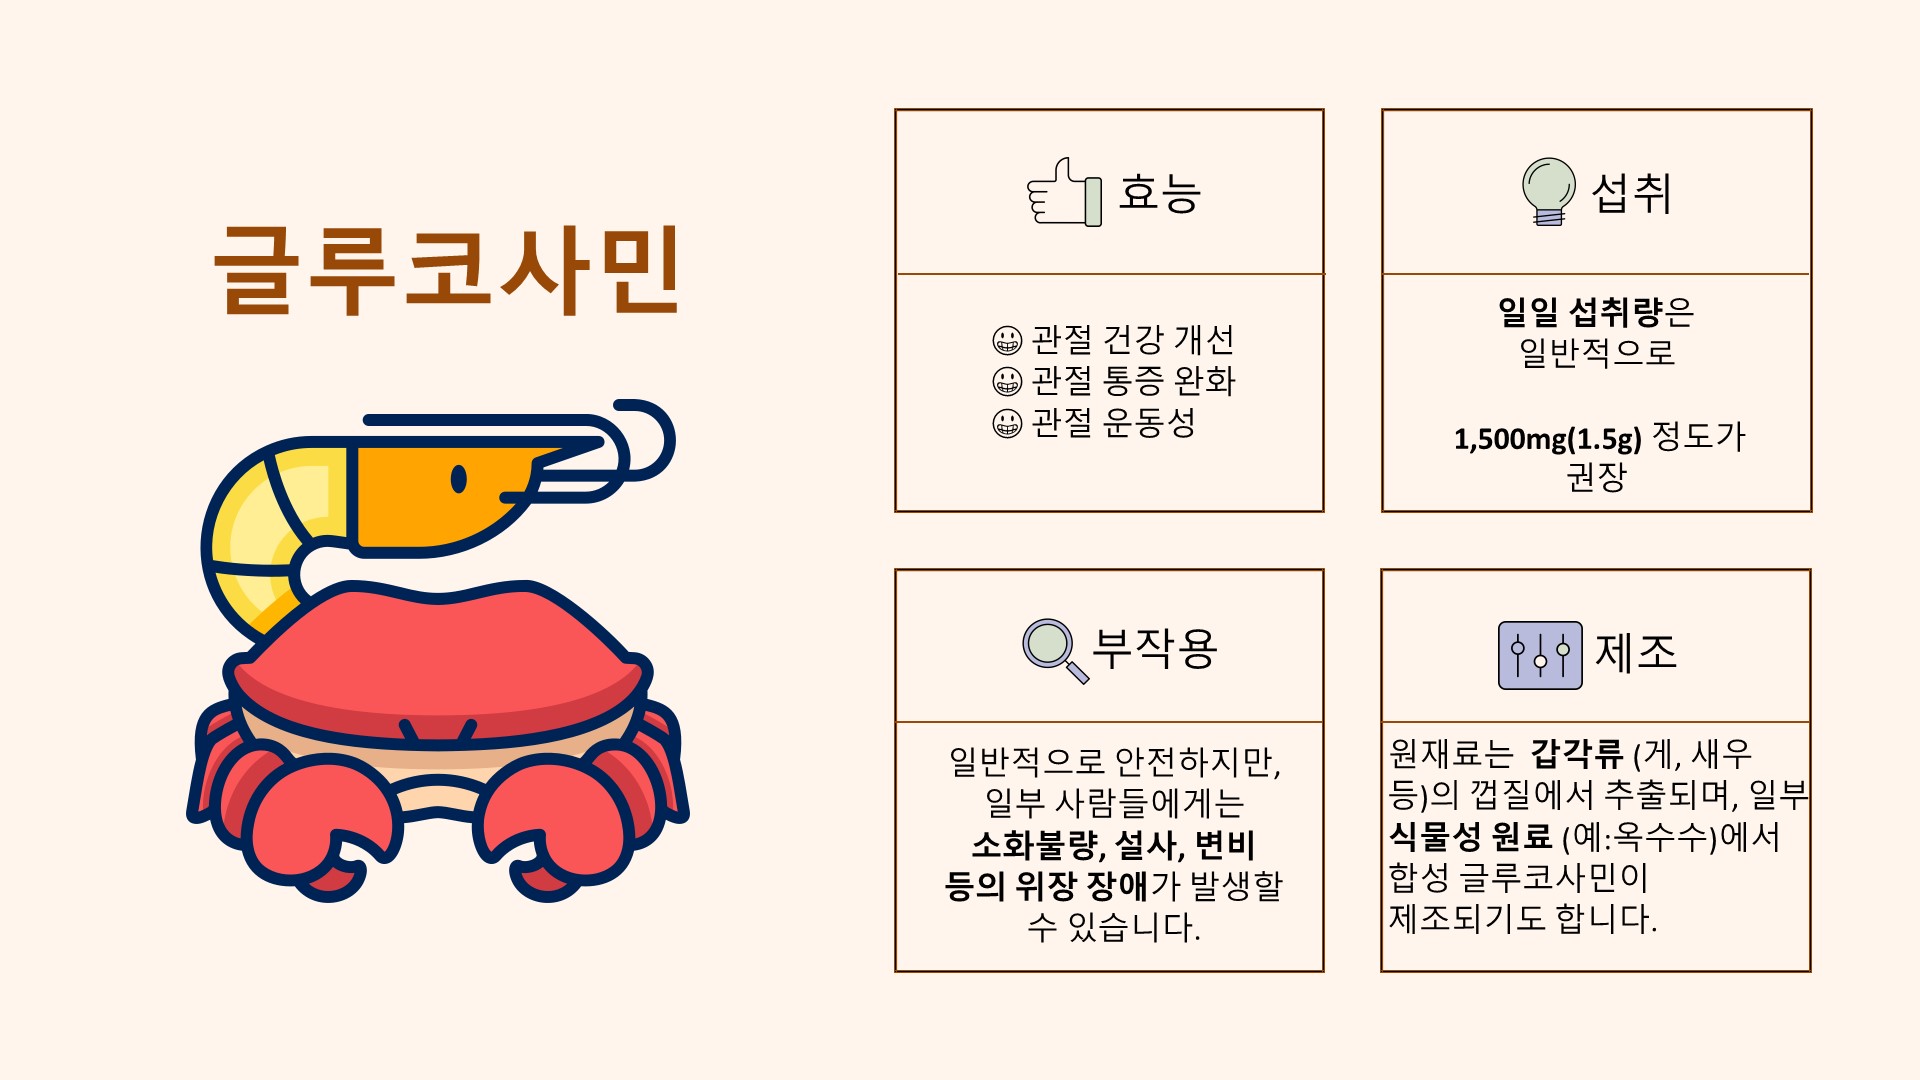 글루코사민
효능
😀 관절 건강 개선
😀 관절 통증 완화
😀 관절 운동성
섭취
일일 섭취량은
일반적으로
1,500mg(1.5g) 정도가
권장
부작용
일반적으로 안전하지만,
일부 사람들에게는
소화불량, 설사, 변비
등의 위장 장애가 발생할
수 있습니다.
제조
원재료는 갑각류 (게, 새우
등)의 껍질에서 추출되며, 일부
식물성 원료 (예:옥수수)에서
합성 글루코사민이
제조되기도 합니다.